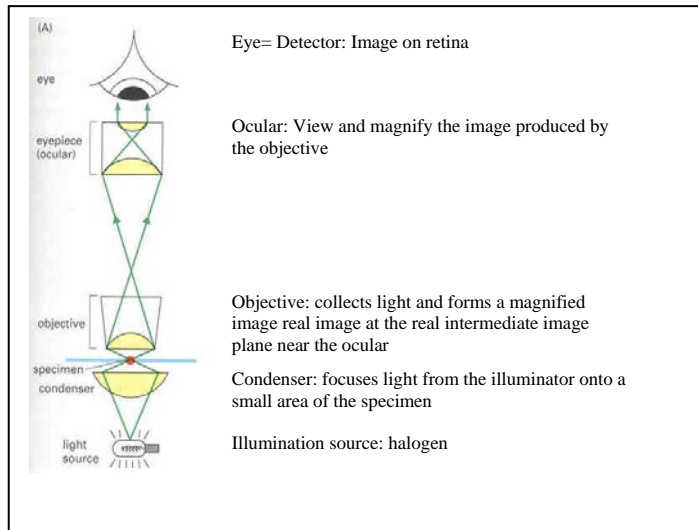 (A)
Eye= Detector: Image on retina
eye
Ocular: View and magnify the image produced by
the objective
eyepiece
(ocular)
Objective: collects light and forms a magnified
image real image at the real intermediate image
plane near the ocular
objective
specimen
condenser
Condenser: focuses light from the illuminator onto a
small area of the specimen
light
source
Illumination source: halogen